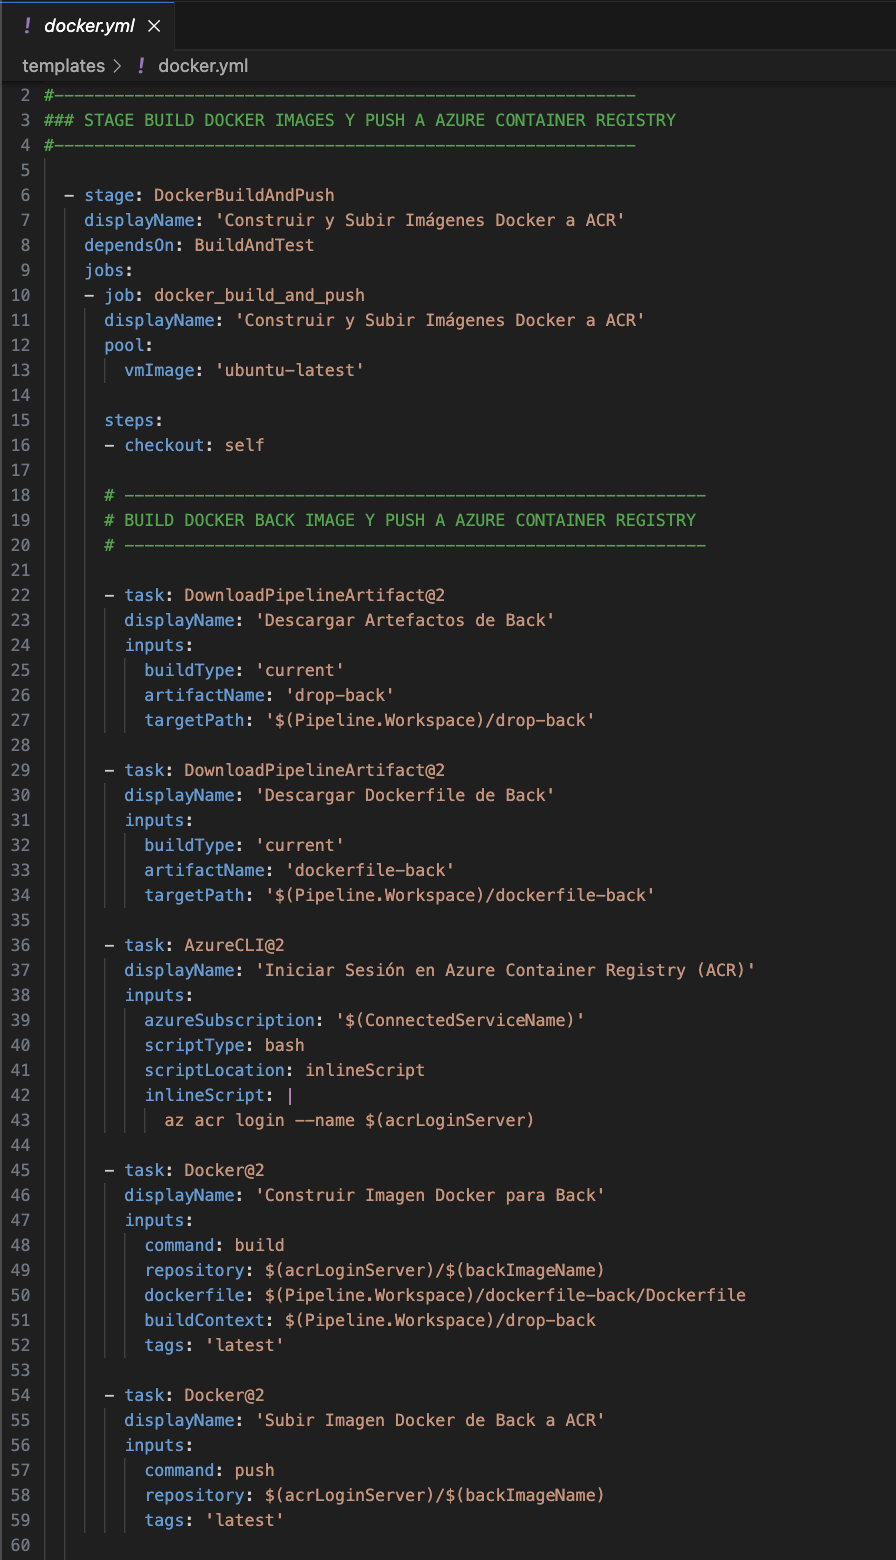 ! docker.yml ×
templates > ! docker.yml
2 #----------------------------------------------------------
3 ### STAGE BUILD DOCKER IMAGES Y PUSH A AZURE CONTAINER REGISTRY
4 #----------------------------------------------------------
5
6 - stage: DockerBuildAndPush
7 displayName: 'Construir y Subir Imágenes Docker a ACR'
8 dependsOn: BuildAndTest
9 jobs:
10 - job: docker_build_and_push
11 displayName: 'Construir y Subir Imágenes Docker a ACR'
12 pool:
13 vmImage: 'ubuntu-latest'
14
15 steps:
16 - checkout: self
17
18 # ----------------------------------------------------------
19 # BUILD DOCKER BACK IMAGE Y PUSH A AZURE CONTAINER REGISTRY
20 # ----------------------------------------------------------
21
22 - task: DownloadPipelineArtifact@2
23 displayName: 'Descargar Artefactos de Back'
24 inputs:
25 buildType: 'current'
26 artifactName: 'drop-back'
27 targetPath: '$(Pipeline.Workspace)/drop-back'
28
29 - task: DownloadPipelineArtifact@2
30 displayName: 'Descargar Dockerfile de Back'
31 inputs:
32 buildType: 'current'
33 artifactName: 'dockerfile-back'
34 targetPath: '$(Pipeline.Workspace)/dockerfile-back'
35
36 - task: AzureCLI@2
37 displayName: 'Iniciar Sesión en Azure Container Registry (ACR)'
38 inputs:
39 azureSubscription: '$(ConnectedServiceName)'
40 scriptType: bash
41 scriptLocation: inlineScript
42 inlineScript: |
43 az acr login --name $(acrLoginServer)
44
45 - task: Docker@2
46 displayName: 'Construir Imagen Docker para Back'
47 inputs:
48 command: build
49 repository: $(acrLoginServer)/$(backImageName)
50 dockerfile: $(Pipeline.Workspace)/dockerfile-back/Dockerfile
51 buildContext: $(Pipeline.Workspace)/drop-back
52 tags: 'latest'
53
54 - task: Docker@2
55 displayName: 'Subir Imagen Docker de Back a ACR'
56 inputs:
57 command: push
58 repository: $(acrLoginServer)/$(backImageName)
59 tags: 'latest'
60